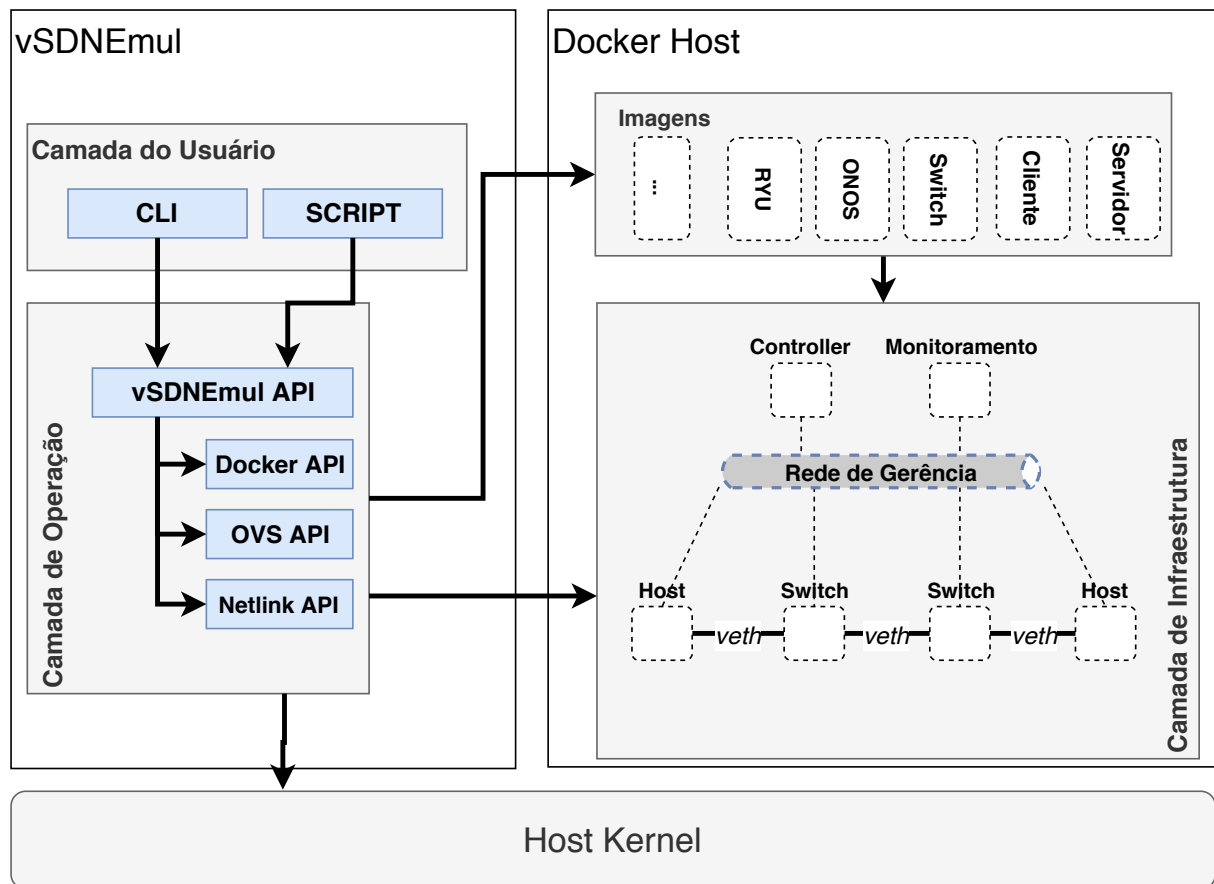 vSDNEmul
Camada do Usuário
CLI
SCRIPT
Camada de Operação
vSDNEmul API
Docker API
OVS API
Netlink API
Docker Host
Imagens
...
RYU
ONOS
Switch
Cliente
Servidor
Controller
Monitoramento
Rede de Gerência
Host
Switch
Switch
Host
veth
veth
veth
Camada de Infraestrutura
Host Kernel